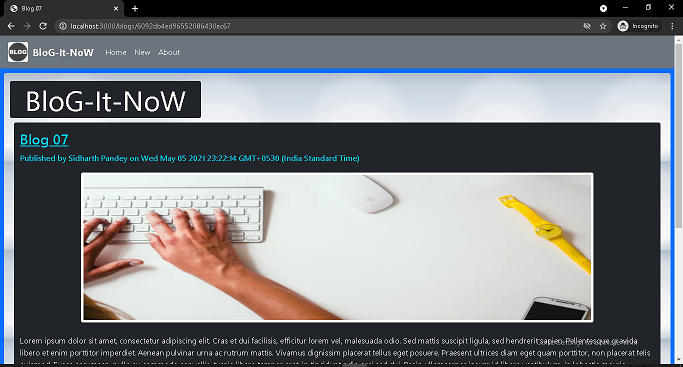 Blog 07
localhost:3000/blogs/6092db4ed96552086430ec67
Incognito
BLOG BloG-It-NoW Home New About
BloG-It-NoW
Blog 07
Published by Sidharth Pandey on Wed May 05 2021 23:22:14 GMT+0530 (India Standard Time)
Lorem ipsum dolor sit amet, consectetur adipiscing elit. Cras et dui facilisis, efficitur lorem vel, malesuada odio. Sed mattis suscipit ligula, sed hendrerit sapien. Pellentesque gravida
libero et enim porttitor imperdiet. Aenean pulvinar urna ac rutrum mattis. Vivamus dignissim placerat tellus eget posuere. Praesent ultrices diam eget quam porttitor, non placerat felis